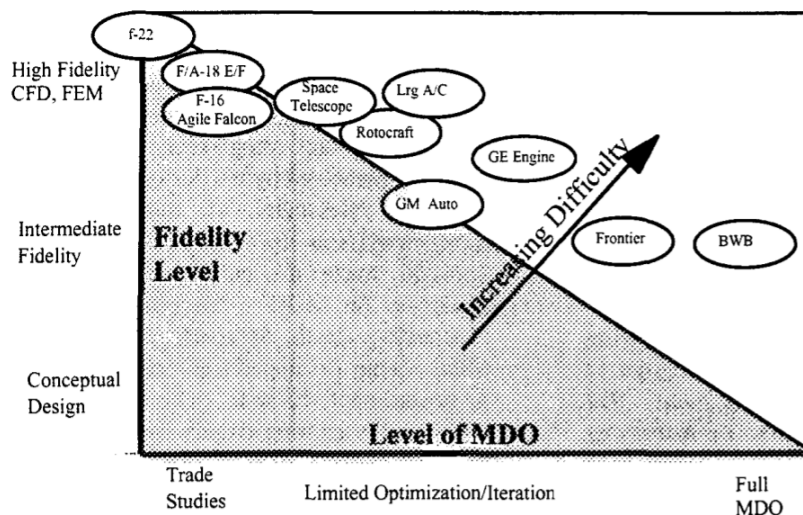 f-22
High Fidelity
CFD, FEM
F/A-18 E/F
F-16
Agile Falcon
Space
Telescope
Lrg A/C
Rotocraft
GE Engine
GM Auto
Increasing Difficulty
Intermediate
Fidelity
Fidelity
Level
Frontier
BWB
Conceptual
Design
Level of MDO
Trade
Studies
Limited Optimization/Iteration
Full
MDO